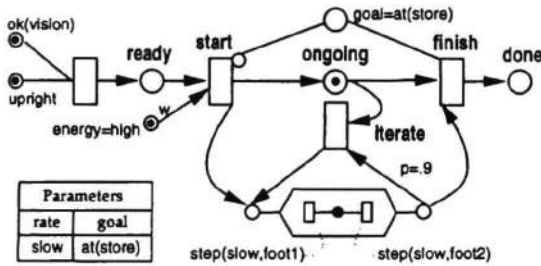 ok(vision)
goal=at(store)
ready
start
ongoing
finish
done
upright
w
energy=high
iterate
p=.9
Parameters
rate goal
slow at(store)
step(slow,foot1) step(slow,foot2)